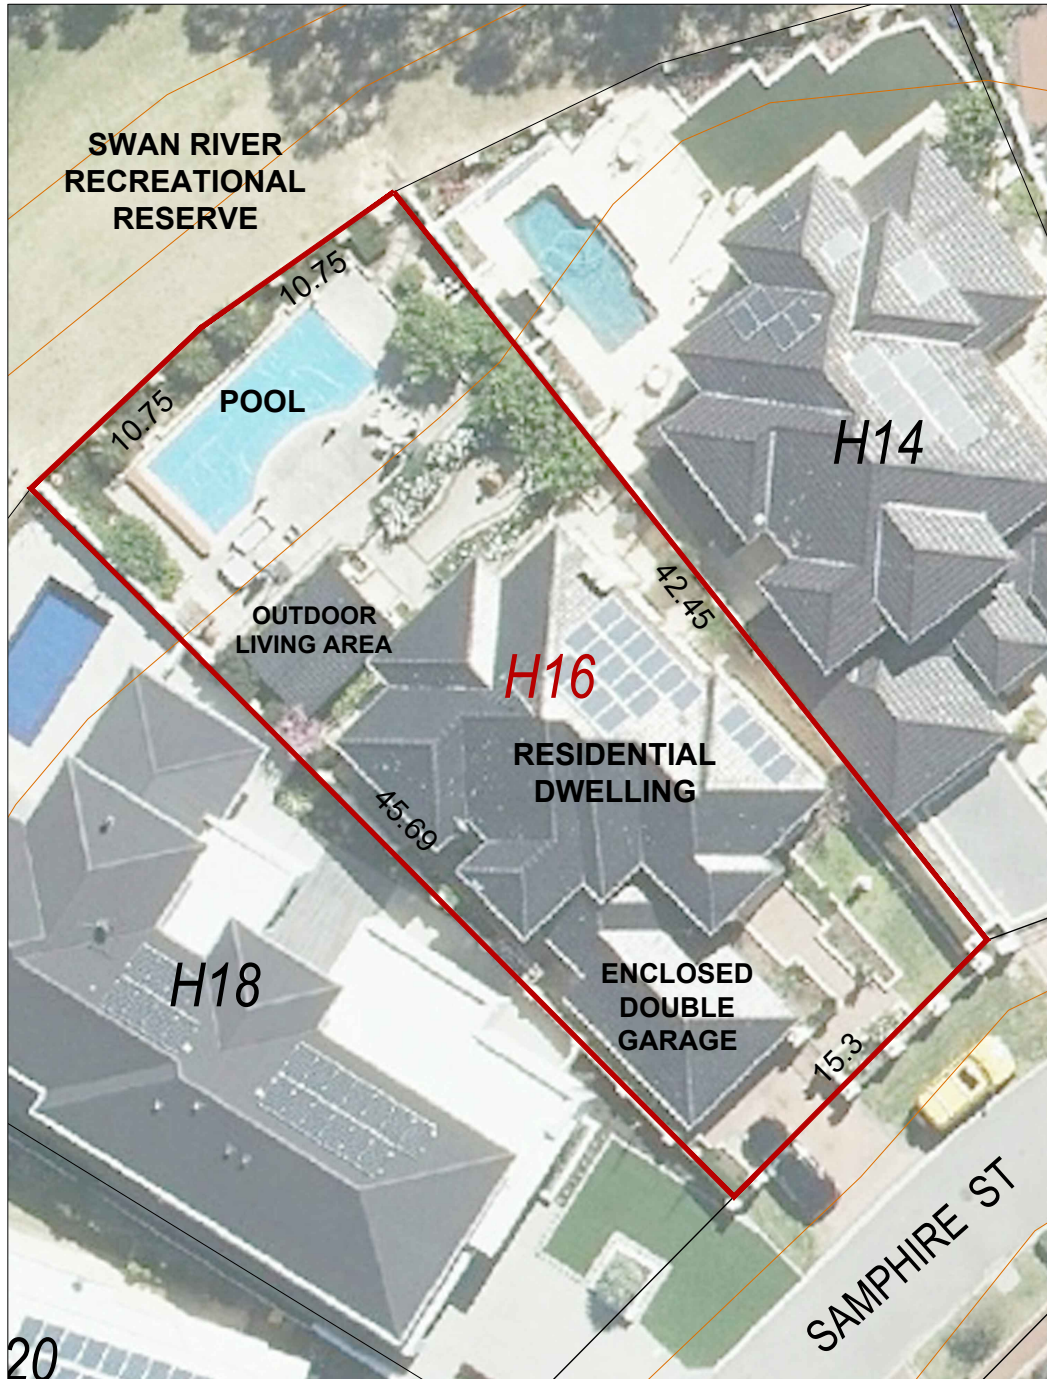 SWAN RIVER
RECREATIONAL
RESERVE
10.75
10.75
POOL
H14
42.45
OUTDOOR
LIVING AREA
H16
RESIDENTIAL
DWELLING
45.69
H18
ENCLOSED
DOUBLE
GARAGE
15.3
SAMPHIRE ST
20